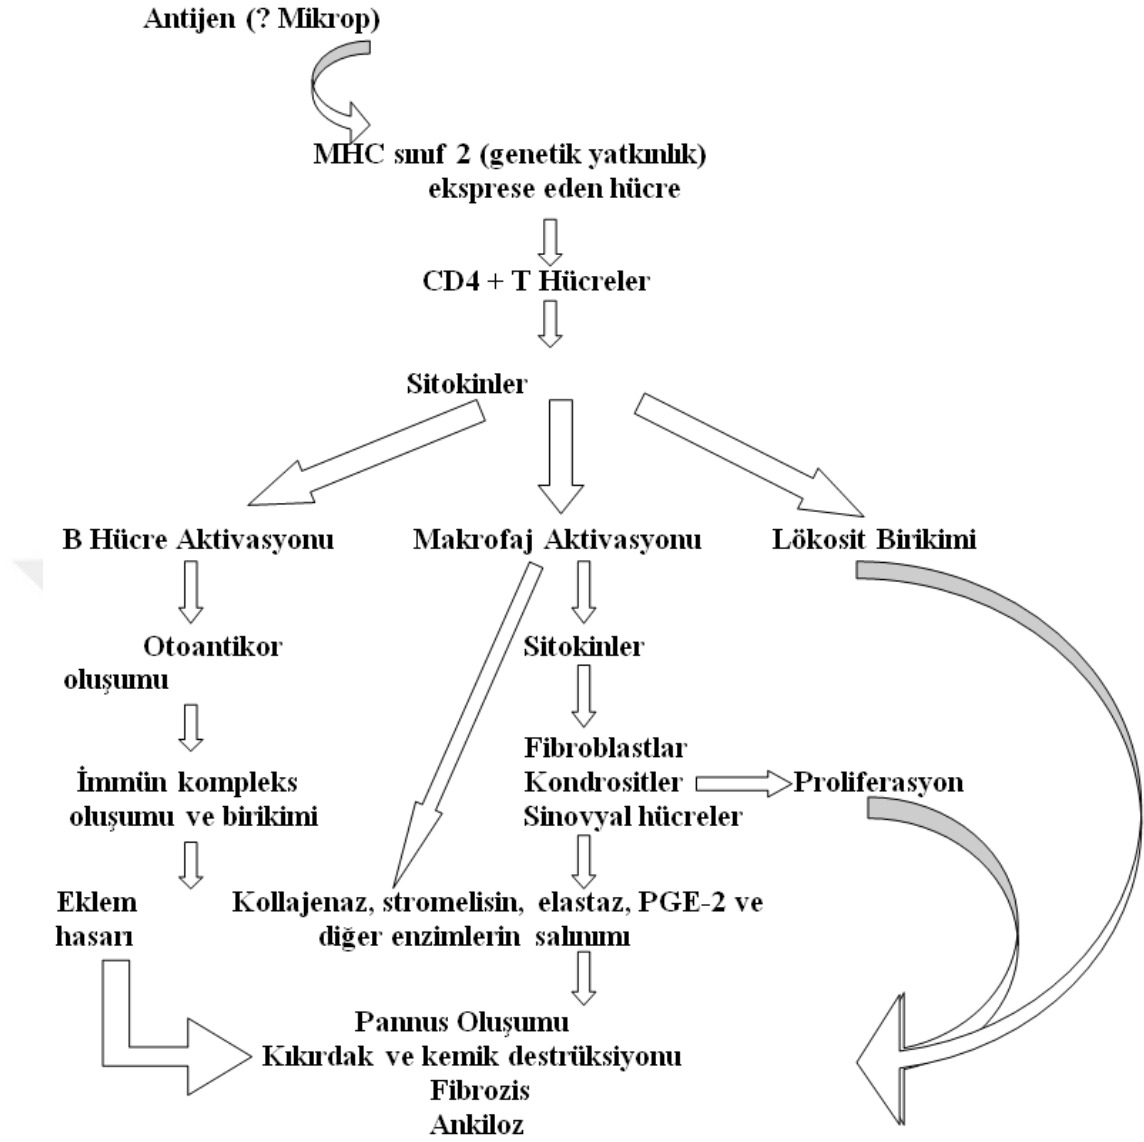 Antijen (? Mikrop)
MHC sınıf 2 (genetik yatkınlık)
eksprese eden hücre
CD4 + T Hücreler
Sitokinler
B Hücre Aktivasyonu
Makrofaj Aktivasyonu
Lökosit Birikimi
Otoantikor
oluşumu
Sitokinler
İmmün kompleks
oluşumu ve birikimi
Fibroblastlar
Kondrositler
Sinovyal hücreler
Proliferasyon
Eklem
hasarı
Kollajenaz, stromelisin, elastaz, PGE-2 ve
diğer enzimlerin salınımı
Pannus Oluşumu
Kıkırdak ve kemik destrüksiyonu
Fibrozis
Ankiloz